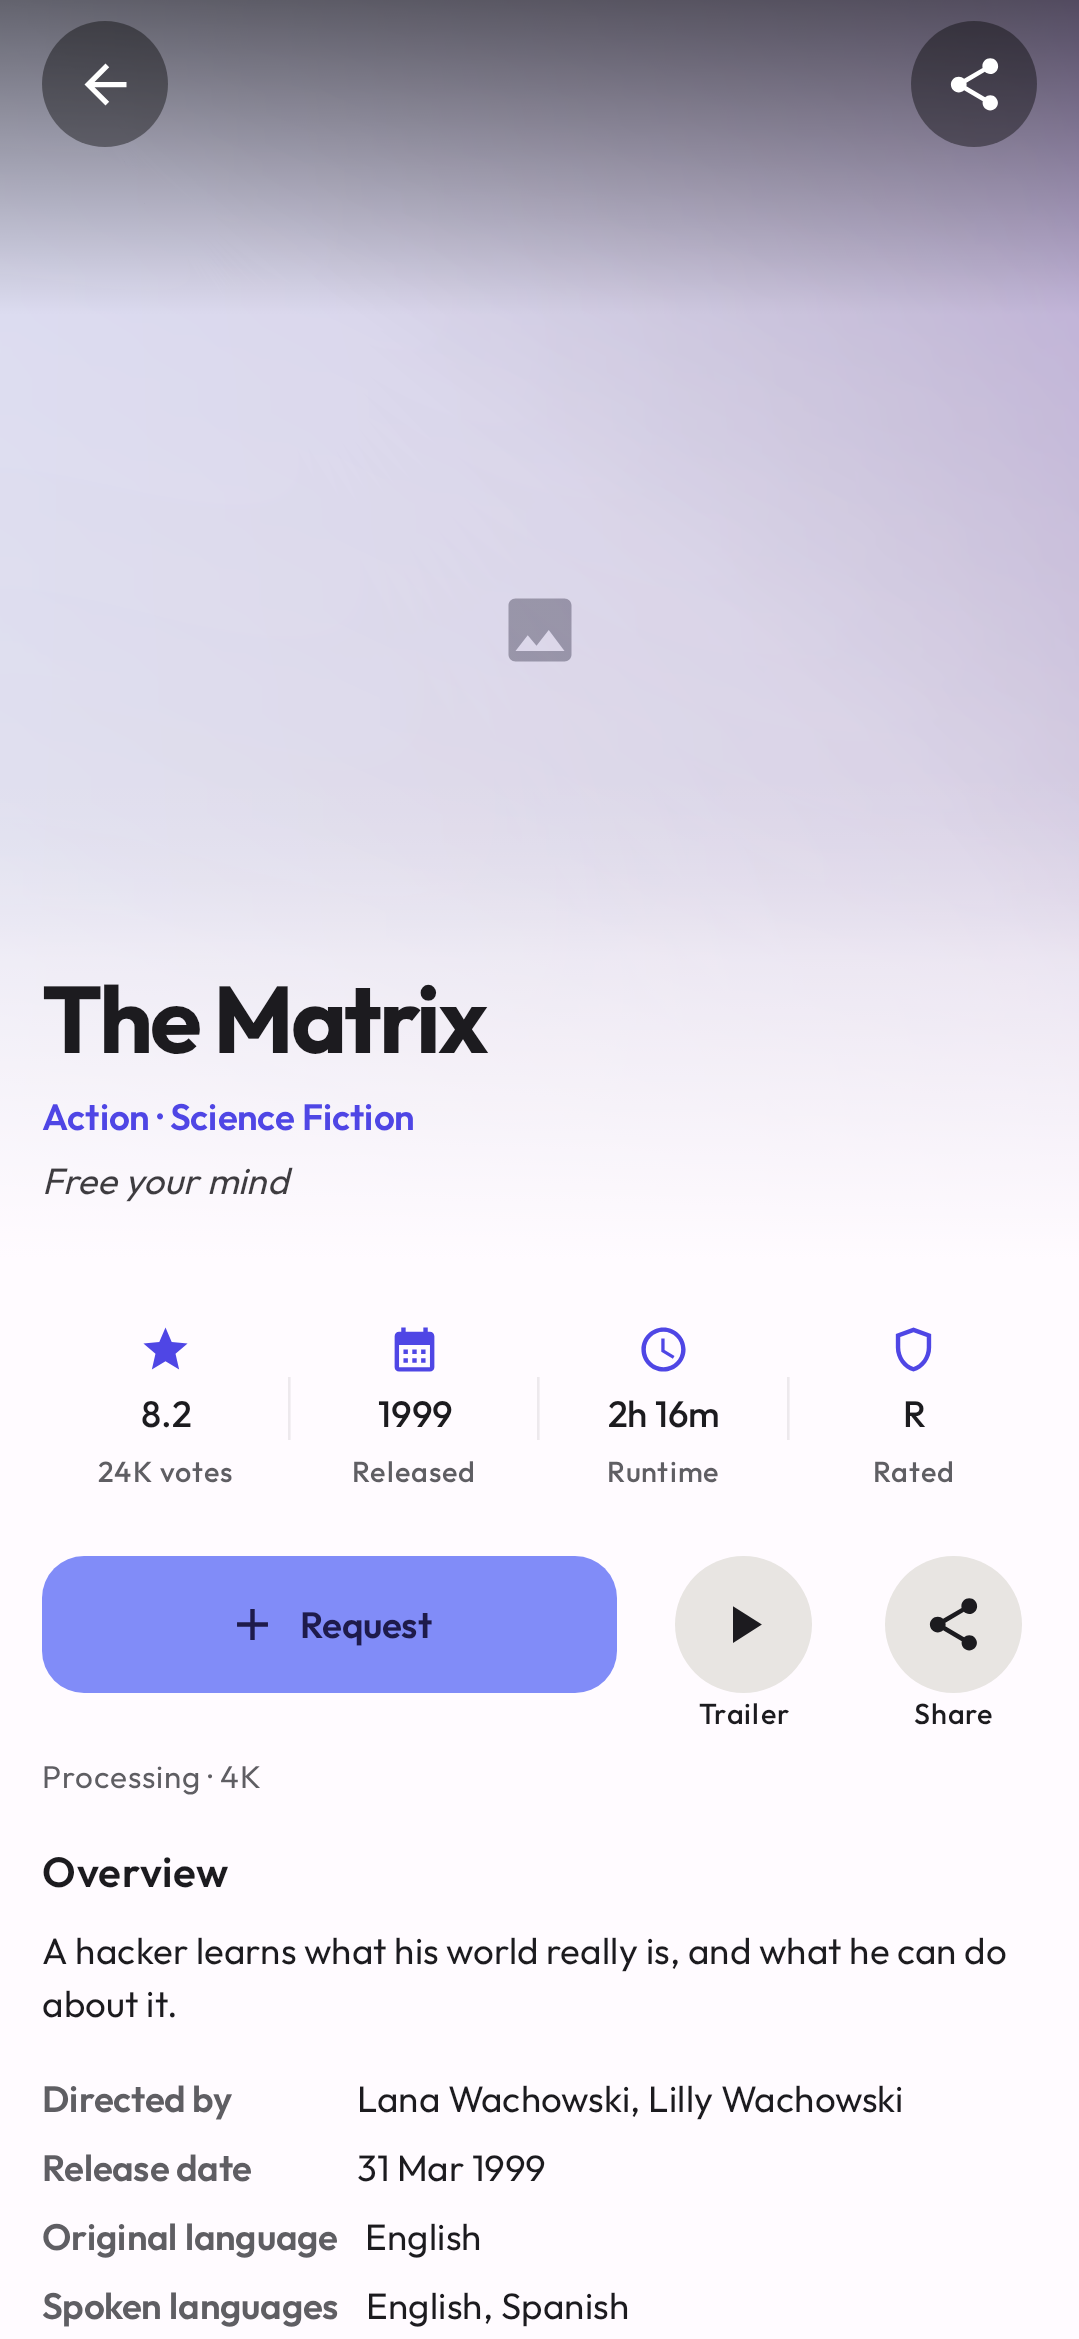 The Matrix
Action · Science Fiction
Free your mind
8.2
24K votes
1999
Released
2h 16m
Runtime
R
Rated
Request
Trailer
Share
Processing · 4K
Overview
A hacker learns what his world really is, and what he can do
about it.
Directed by Lana Wachowski, Lilly Wachowski
Release date 31 Mar 1999
Original language English
Spoken languages English, Spanish